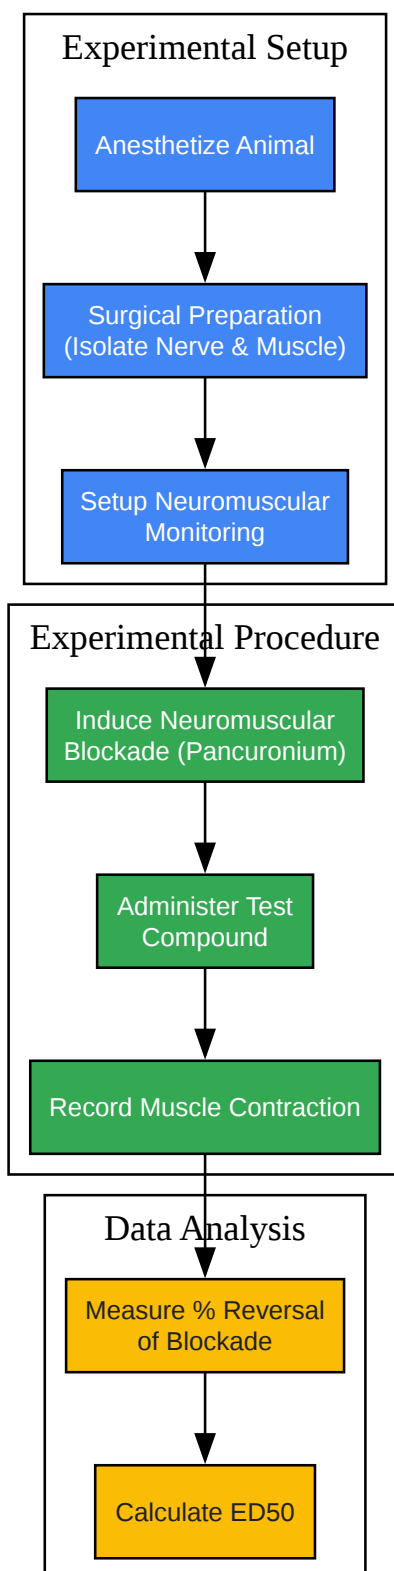 Experimental Setup
Anesthetize Animal
Surgical Preparation
(Isolate Nerve & Muscle)
Setup Neuromuscular
Monitoring
Experimental Procedure
Induce Neuromuscular
Blockade (Pancuronium)
Administer Test
Compound
Record Muscle Contraction
Data Analysis
Measure % Reversal
of Blockade
Calculate ED50